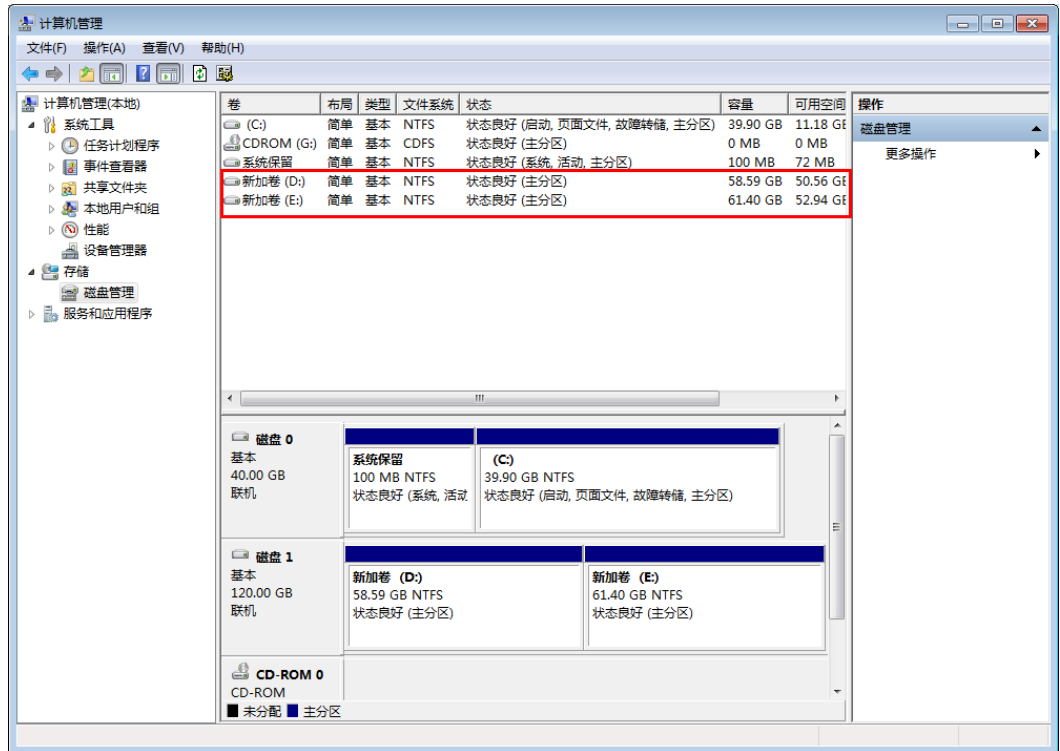 计算机管理
文件(F) 操作(A) 查看(V) 帮助(H)
计算机管理(本地)
系统工具
任务计划程序
事件查看器
共享文件夹
本地用户和组
性能
设备管理器
存储
磁盘管理
服务和应用程序
卷 布局 类型 文件系统 状态 容量 可用空间
(C:) 简单 基本 NTFS 状态良好 (启动, 页面文件, 故障转储, 主分区) 39.90 GB 11.18 GE
CDROM (G:) 简单 基本 CDFS 状态良好 (主分区) 0 MB 0 MB
系统保留 简单 基本 NTFS 状态良好 (系统, 活动, 主分区) 100 MB 72 MB
新加卷 (D:) 简单 基本 NTFS 状态良好 (主分区) 58.59 GB 50.56 GE
新加卷 (E:) 简单 基本 NTFS 状态良好 (主分区) 61.40 GB 52.94 GE
磁盘 0
基本
40.00 GB
联机
系统保留
100 MB NTFS
状态良好 (系统, 活动
(C:)
39.90 GB NTFS
状态良好 (启动, 页面文件, 故障转储, 主分区)
磁盘 1
基本
120.00 GB
联机
新加卷 (D:)
58.59 GB NTFS
状态良好 (主分区)
新加卷 (E:)
61.40 GB NTFS
状态良好 (主分区)
CD-ROM 0
CD-ROM
未分配 主分区
操作
磁盘管理
更多操作